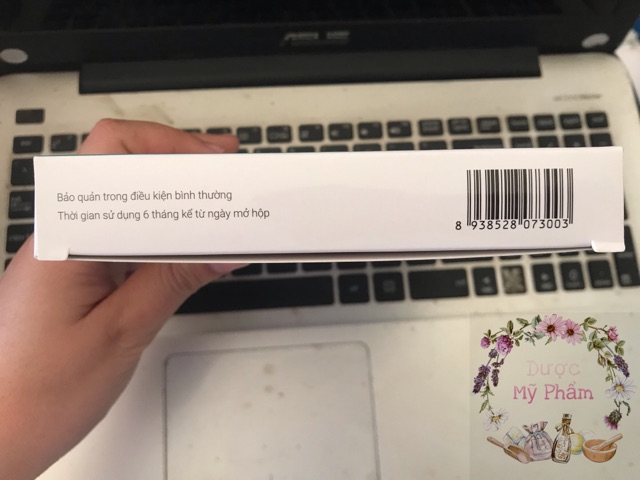 ASUS
Bảo quản trong điều kiện bình thường
Thời gian sử dụng 6 tháng kể từ ngày mở hộp
8 938528 073003
Dược
Mỹ Phẩm